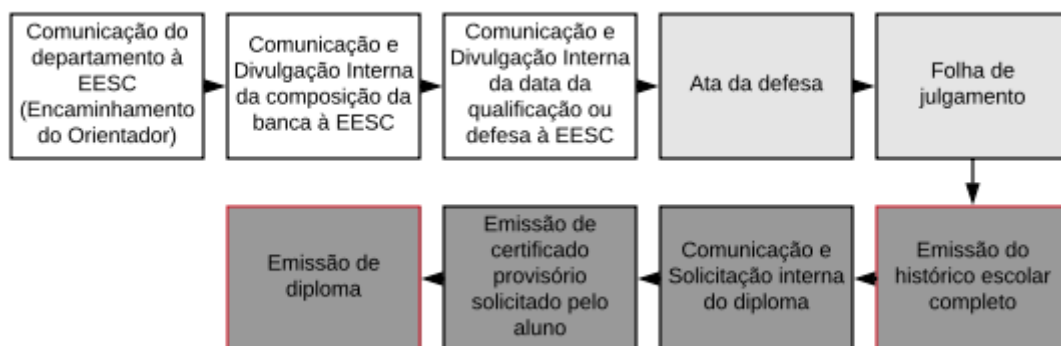 Comunicação do
departamento à
EESC
(Encaminhamento
do Orientador)
Comunicação e
Divulgação Interna
da composição da
banca à EESC
Comunicação e
Divulgação Interna
da data da
qualificação ou
defesa à EESC
Ata da defesa
Folha de
julgamento
Emissão de
diploma
Emissão de
certificado
provisório
solicitado pelo
aluno
Comunicação e
Solicitação interna
do diploma
Emissão do
histórico escolar
completo